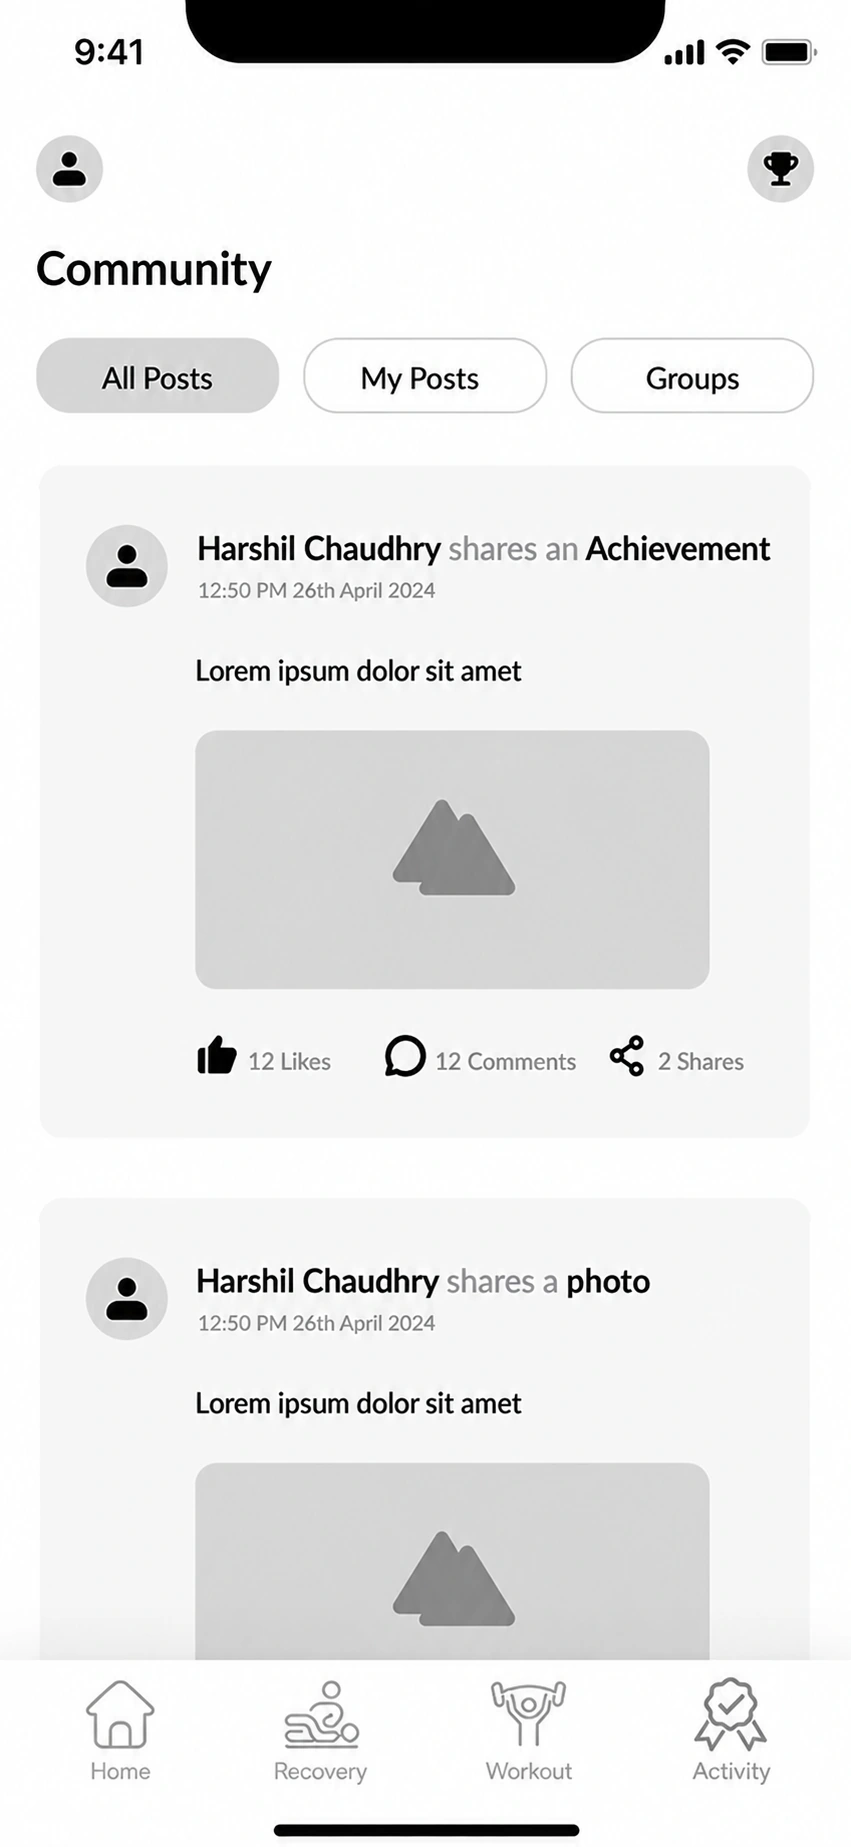 9:41
Community
All Posts
My Posts
Groups
Harshil Chaudhry shares an Achievement
12:50 PM 26th April 2024
Lorem ipsum dolor sit amet
12 Likes
12 Comments
2 Shares
Harshil Chaudhry shares a photo
12:50 PM 26th April 2024
Lorem ipsum dolor sit amet
Home
Recovery
Workout
Activity